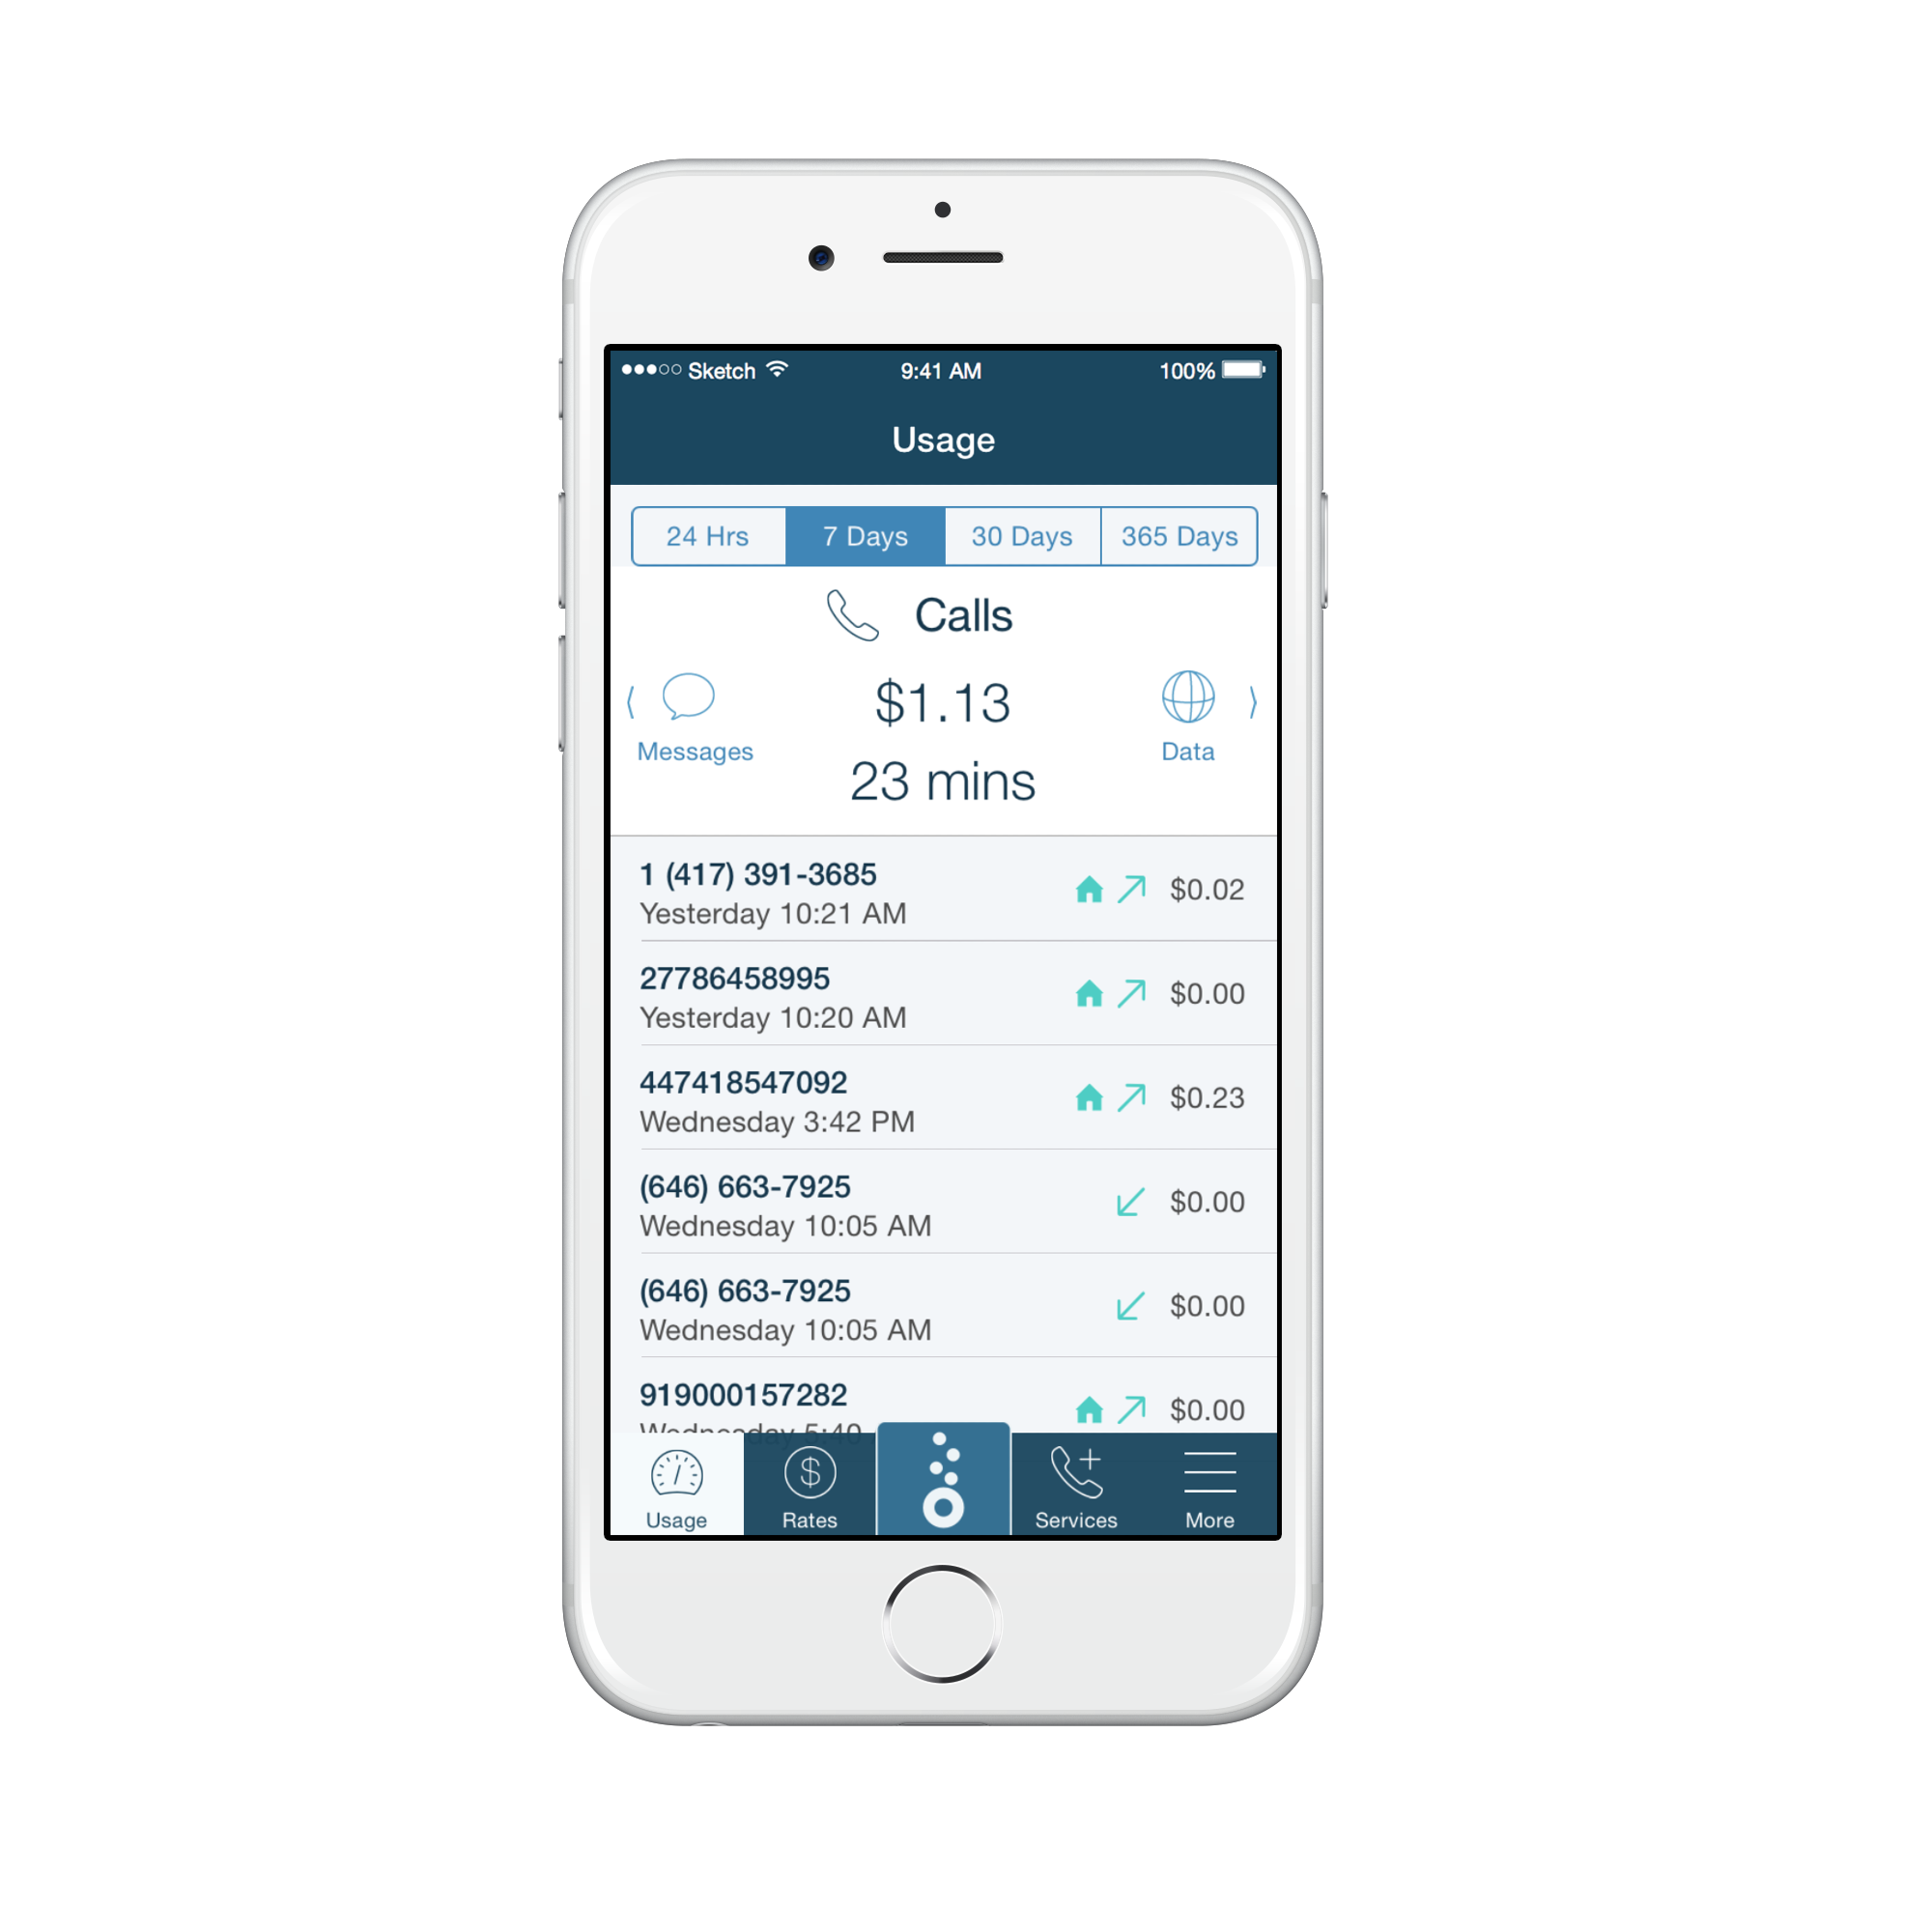 Sketch 9:41 AM 100%
Usage
24 Hrs 7 Days 30 Days 365 Days
Calls
$1.13
Messages Data
23 mins
1 (417) 391-3685
Yesterday 10:21 AM $0.02
27786458995
Yesterday 10:20 AM $0.00
447418547092
Wednesday 3:42 PM $0.23
(646) 663-7925
Wednesday 10:05 AM $0.00
(646) 663-7925
Wednesday 10:05 AM $0.00
919000157282 $0.00
Wednesday 5:40
Usage Rates Services More